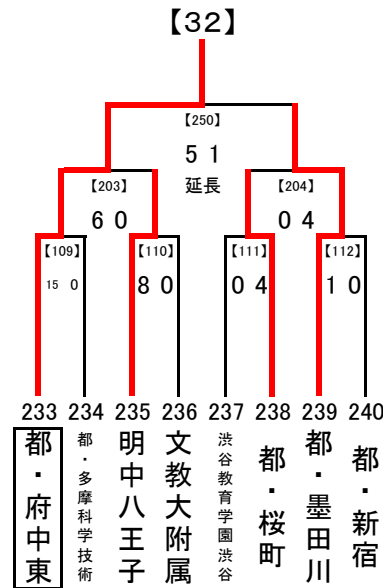 【32】
【250】
5 1
延長
【203】
【204】
6 0
0 4
【109】
【110】
【111】
【112】
15 0
8 0
0 4
1 0
233 234 235 236 237 238 239 240
都・府中東
都・多摩科学技術
明中八王子
文教大附属
渋谷教育学園渋谷
都・桜町
都・墨田川
都・新宿